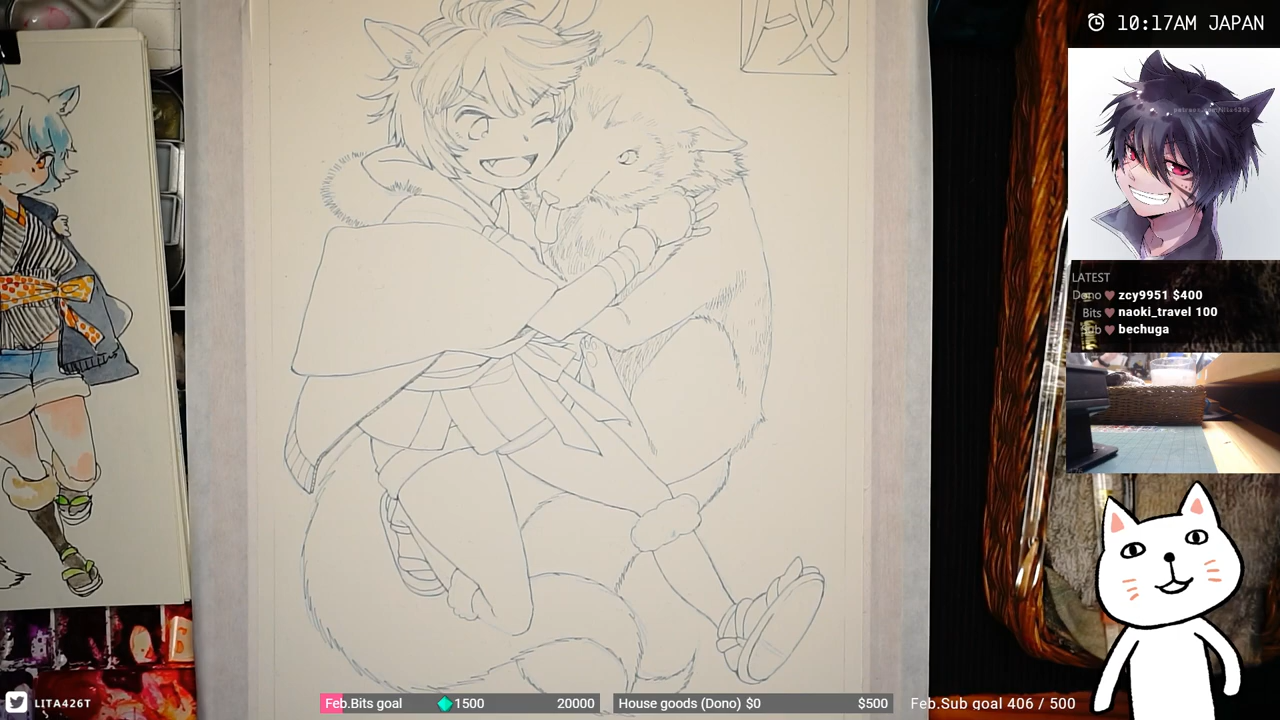 戌
10:17AM JAPAN
LATEST
Dono ♥ zcy9951 $400
Bits ♥ naoki_travel 100
Sub ♥ bechuga
LITA426T
Feb.Bits goal 1500 20000
House goods (Dono) $0 $500
Feb.Sub goal 406 / 500